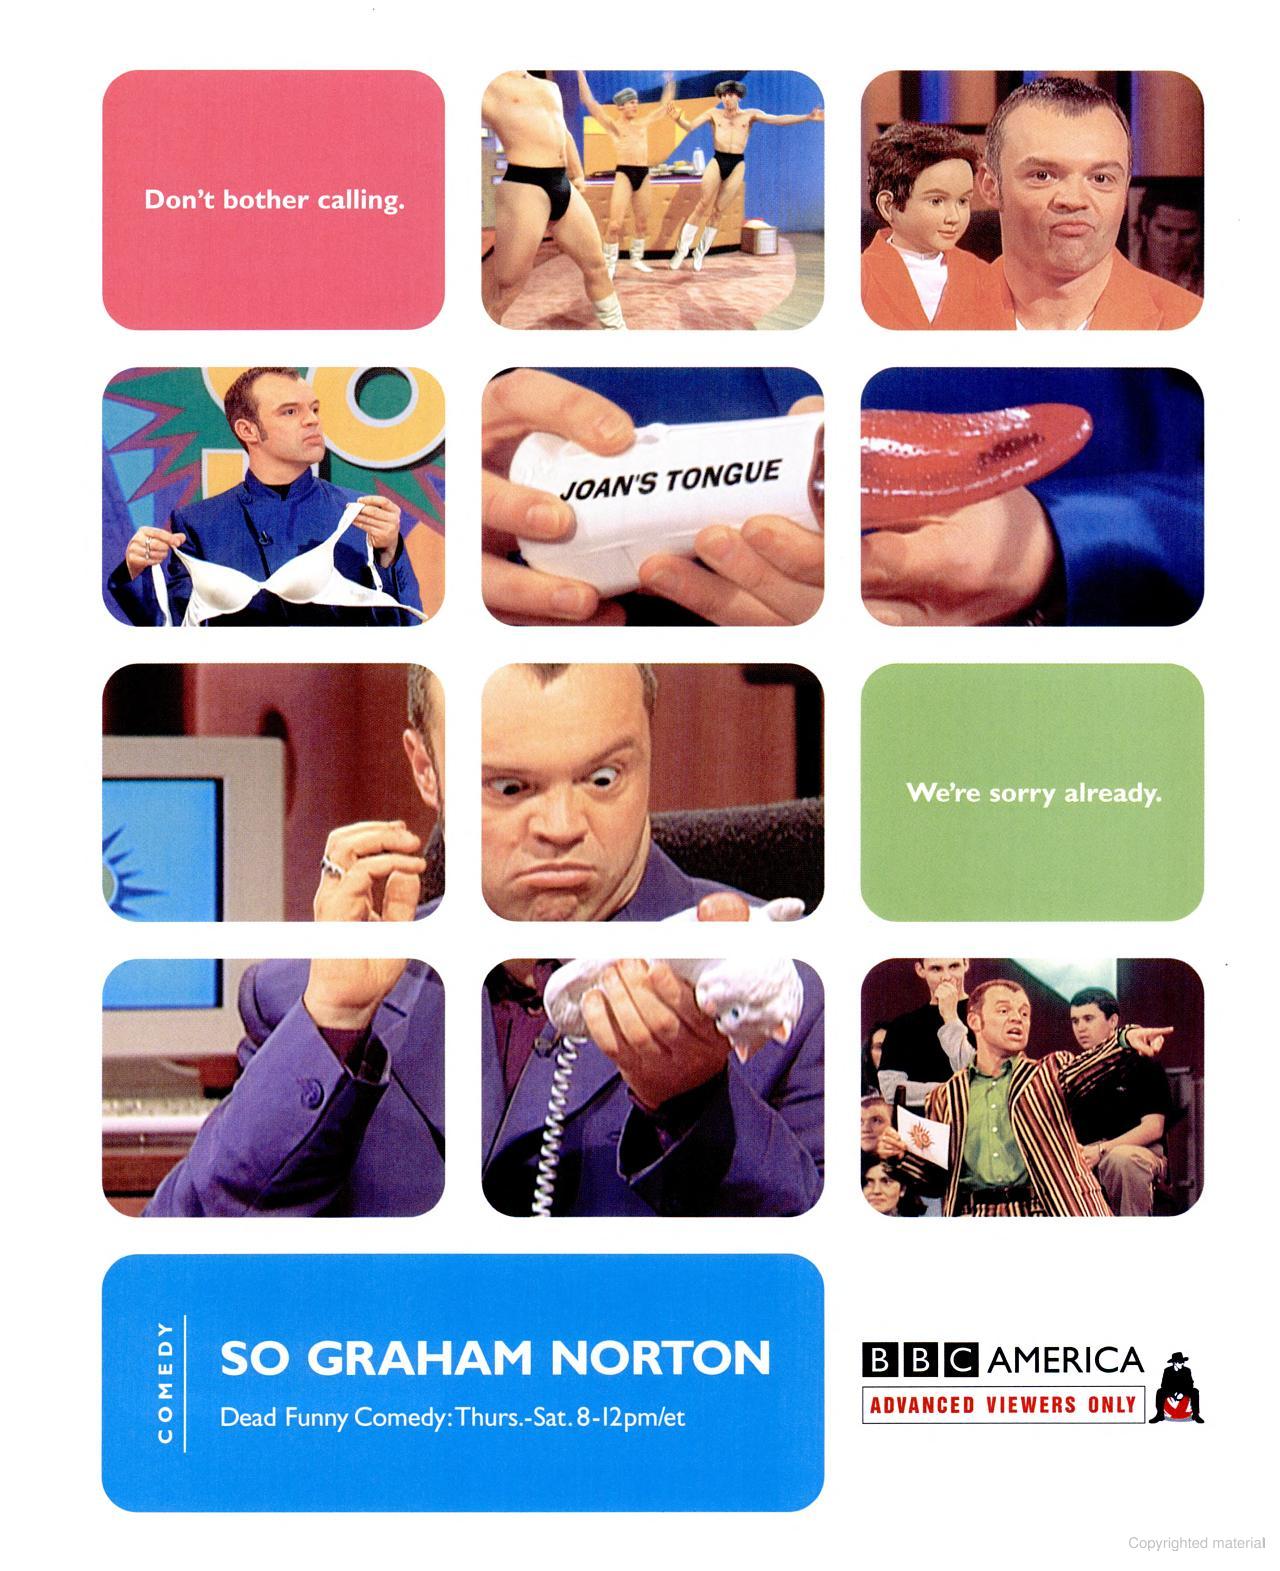 Don't bother calling.
JOAN'S TONGUE
We're sorry already.
COMEDY
SO GRAHAM NORTON
Dead Funny Comedy: Thurs.-Sat. 8-12pm/et
BBC AMERICA
ADVANCED VIEWERS ONLY
Copyrighted material